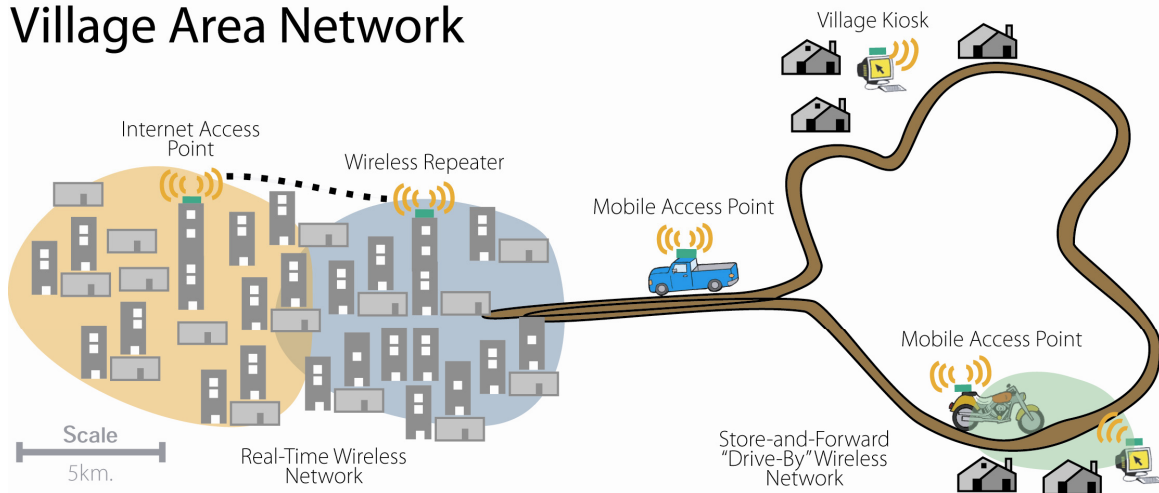 Village Area Network
Village Kiosk
Internet Access
Point
Wireless Repeater
Mobile Access Point
Mobile Access Point
Scale
5km.
Real-Time Wireless
Network
Store-and-Forward
"Drive-By" Wireless
Network